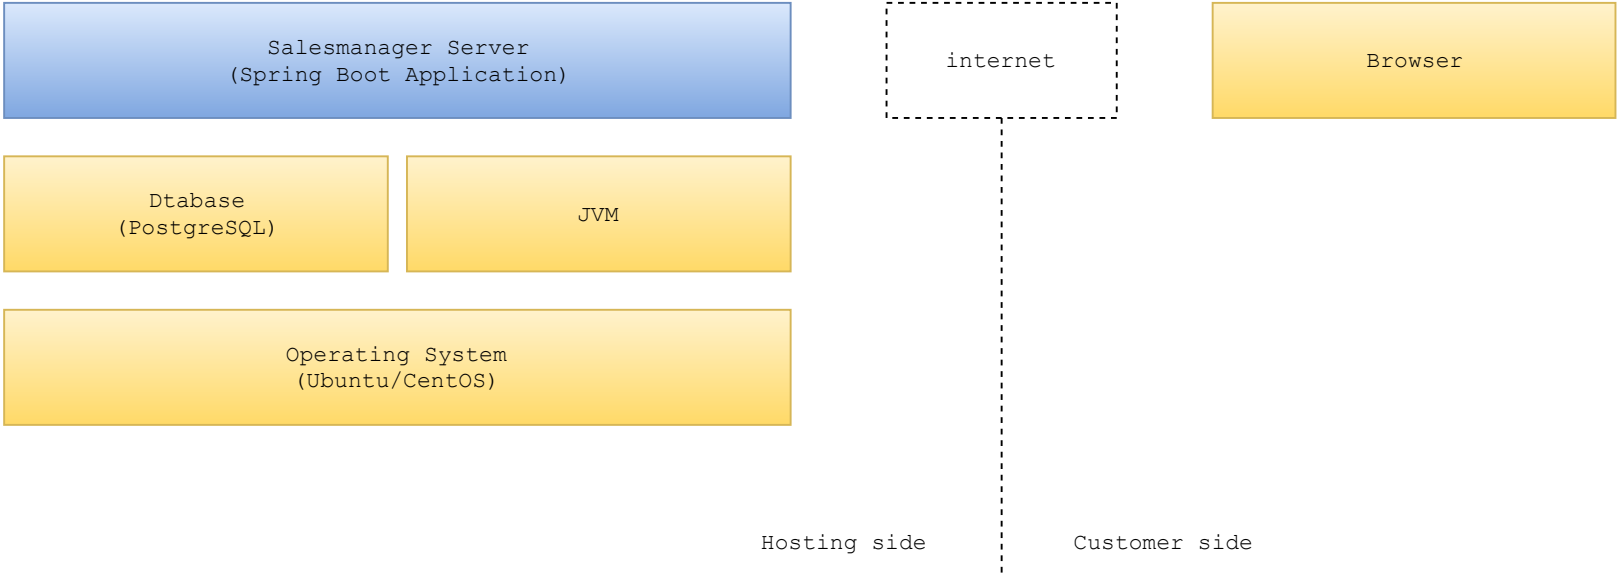 Salesmanager Server
(Spring Boot Application)
internet
Browser
Dtabase
(PostgreSQL)
JVM
Operating System
(Ubuntu/CentOS)
Hosting side
Customer side